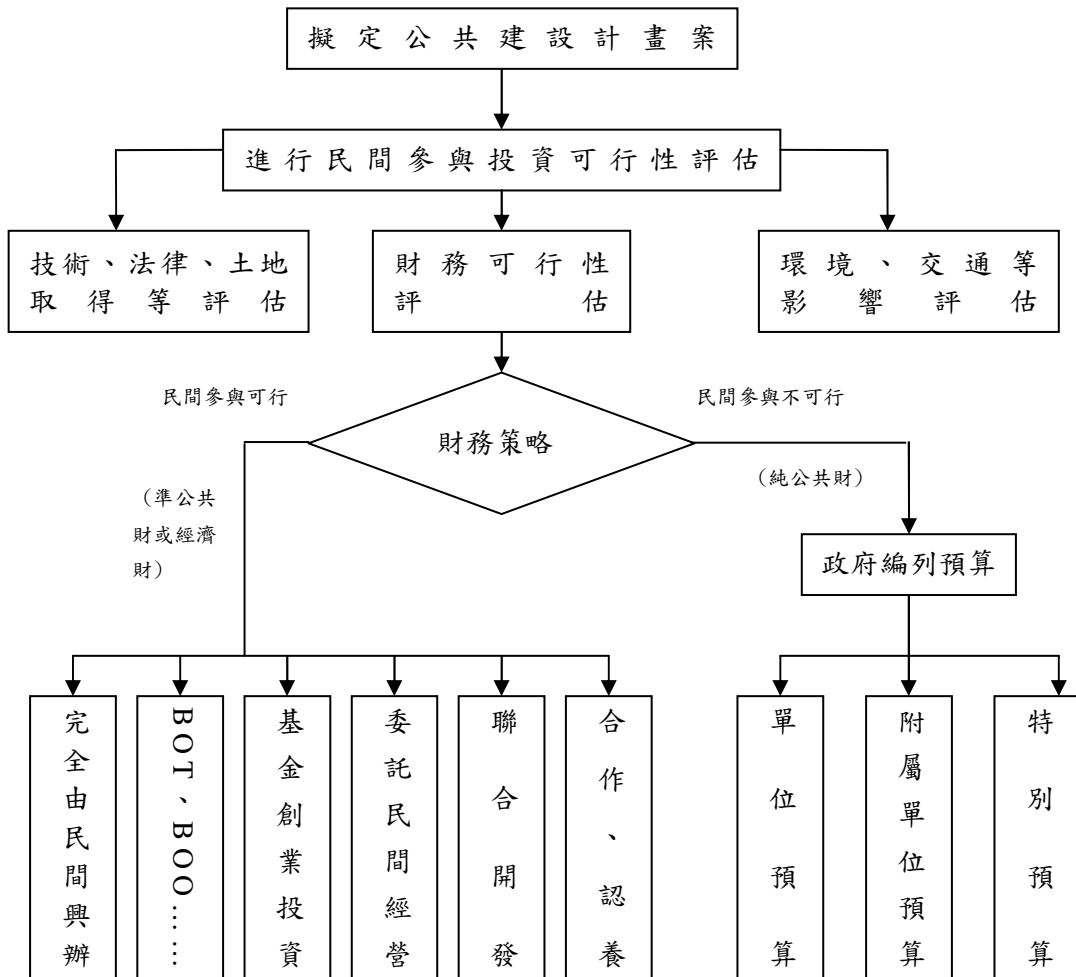 擬定公共建設計畫案
進行民間參與投資可行性評估
技術、法律、土地
取得等評估
財務可行性
評估
環境、交通等
影響評估
民間參與可行
民間參與不可行
財務策略
（純公共財）
（準公共
財或經濟
財）
政府編列預算
完全由民間興辦
BOT、BOO……
基金創業投資
委託民間經營
聯合開發
合作、認養
單位預算
附屬單位預算
特別預算